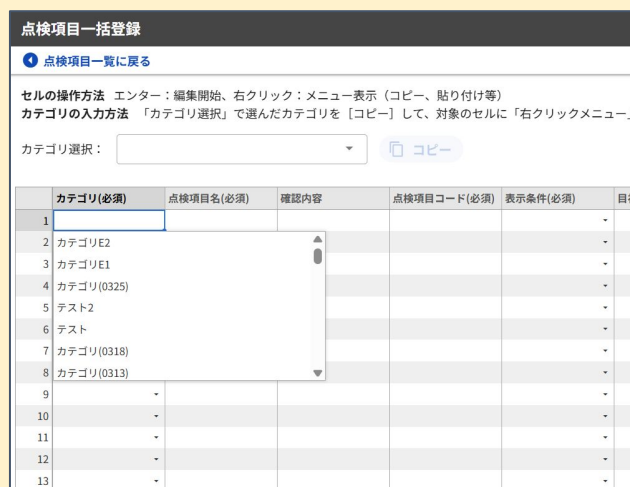 点検項目一括登録
点検項目一覧に戻る
セルの操作方法 エンター：編集開始、右クリック：メニュー表示（コピー、貼り付け等）
カテゴリの入力方法 「カテゴリ選択」で選んだカテゴリを［コピー］して、対象のセルに「右クリックメニュー」
カテゴリ選択：
コピー
カテゴリ(必須) 点検項目名(必須) 確認内容 点検項目コード(必須) 表示条件(必須)
1
2 カテゴリE2
3 カテゴリE1
4 カテゴリ(0325)
5 テスト2
6 テスト
7 カテゴリ(0318)
8 カテゴリ(0313)
9
10
11
12
13